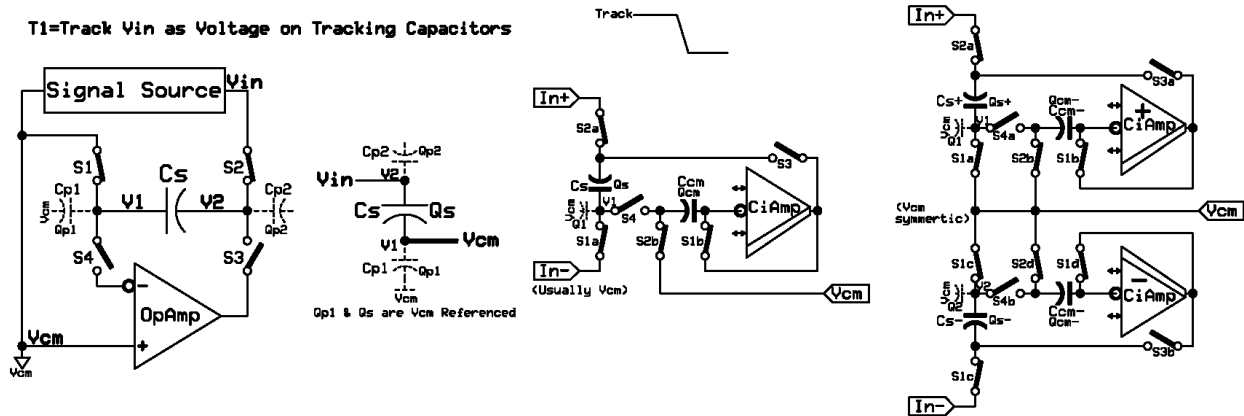 T1=Track Vin as Voltage on Tracking Capacitors
Signal Source
Vin
S1
S2
Cs
Cp1
Vcm
Qp1
V1
V2
Cp2
Qp2
S4
S3
OpAmp
-
+
Vcm
Vcm
Cp2
Qp2
V2
Vin
Cs
Qs
V1
Vcm
Cp1
Qp1
Vcm
Qp1 & Qs are Vcm Referenced
Track
In+
S2a
S3
Cs
Qs
Ccm
Qcm
Vcm
V1
Q1
S4
CiAmp
S1a
S2b
S1b
In-
(Usually Vcm)
Vcm
In+
S2a
S3a
Cs+
Qs+
Qcm-
Ccm-
+
CiAmp
Vcm
V1
Q1
S4a
S1a
S2b
S1b
(Vcm
symmertic)
Vcm
S1c
S2d
S1d
Vcm
V2
Q2
S4b
-
CiAmp
Cs-
Qs-
Ccm-
Qcm-
S3b
S1c
In-